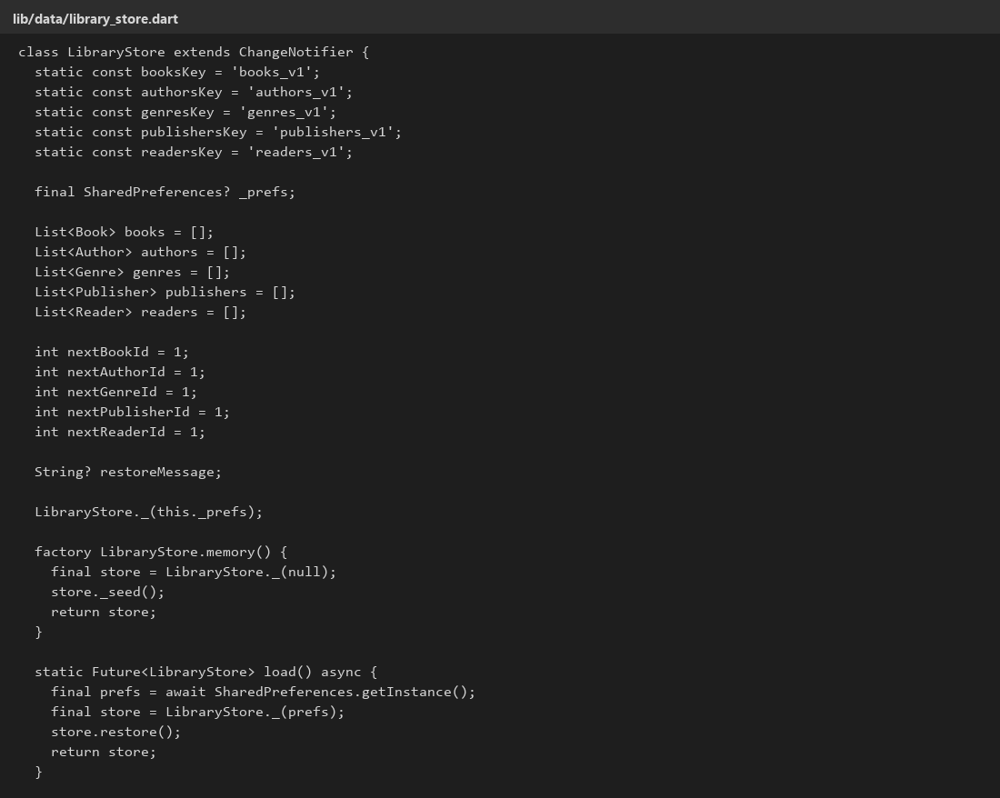 lib/data/library_store.dart
class LibraryStore extends ChangeNotifier {
  static const booksKey = 'books_v1';
  static const authorsKey = 'authors_v1';
  static const genresKey = 'genres_v1';
  static const publishersKey = 'publishers_v1';
  static const readersKey = 'readers_v1';

  final SharedPreferences? _prefs;

  List<Book> books = [];
  List<Author> authors = [];
  List<Genre> genres = [];
  List<Publisher> publishers = [];
  List<Reader> readers = [];

  int nextBookId = 1;
  int nextAuthorId = 1;
  int nextGenreId = 1;
  int nextPublisherId = 1;
  int nextReaderId = 1;

  String? restoreMessage;

  LibraryStore._(this._prefs);

  factory LibraryStore.memory() {
    final store = LibraryStore._(null);
    store._seed();
    return store;
  }

  static Future<LibraryStore> load() async {
    final prefs = await SharedPreferences.getInstance();
    final store = LibraryStore._(prefs);
    store.restore();
    return store;
  }